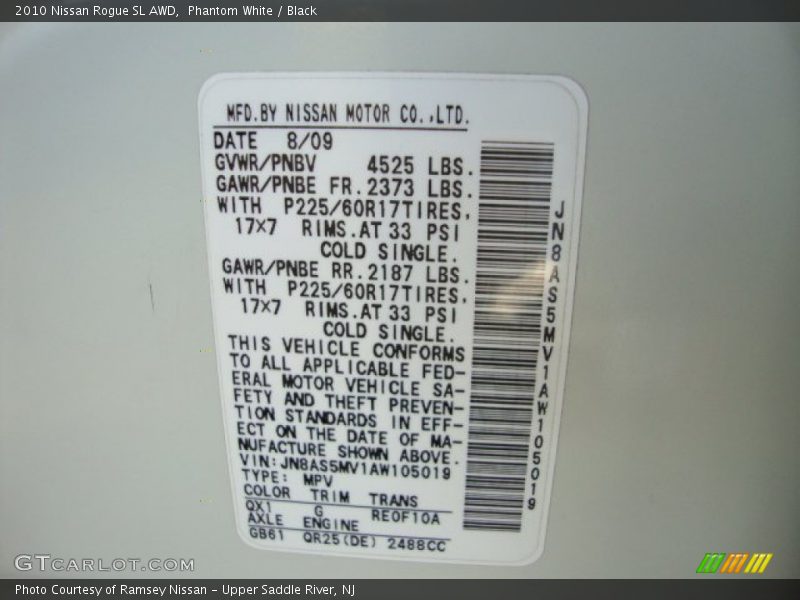 2010 Nissan Rogue SL AWD, Phantom White / Black
MFD.BY NISSAN MOTOR CO.,LTD.
DATE 8/09
GVWR/PNBV 4525 LBS.
GAWR/PNBE FR.2373 LBS.
WITH P225/60R17TIRES,
17×7 RIMS.AT 33 PSI
COLD SINGLE.
GAWR/PNBE RR.2187 LBS.
WITH P225/60R17TIRES,
17×7 RIMS.AT 33 PSI
COLD SINGLE.
THIS VEHICLE CONFORMS
TO ALL APPLICABLE FED-
ERAL MOTOR VEHICLE SA-
FETY AND THEFT PREVEN-
TION STANDARDS IN EFF-
ECT ON THE DATE OF MA-
NUFACTURE SHOWN ABOVE.
VIN:JN8AS5MV1AW105019
TYPE: MPV
COLOR TRIM TRANS
QX1 G RE0F10A
AXLE ENGINE
GB61 QR25(DE) 2488CC
JN8AS5MV1AW105019
GTCARLOT.COM
Photo Courtesy of Ramsey Nissan - Upper Saddle River, NJ